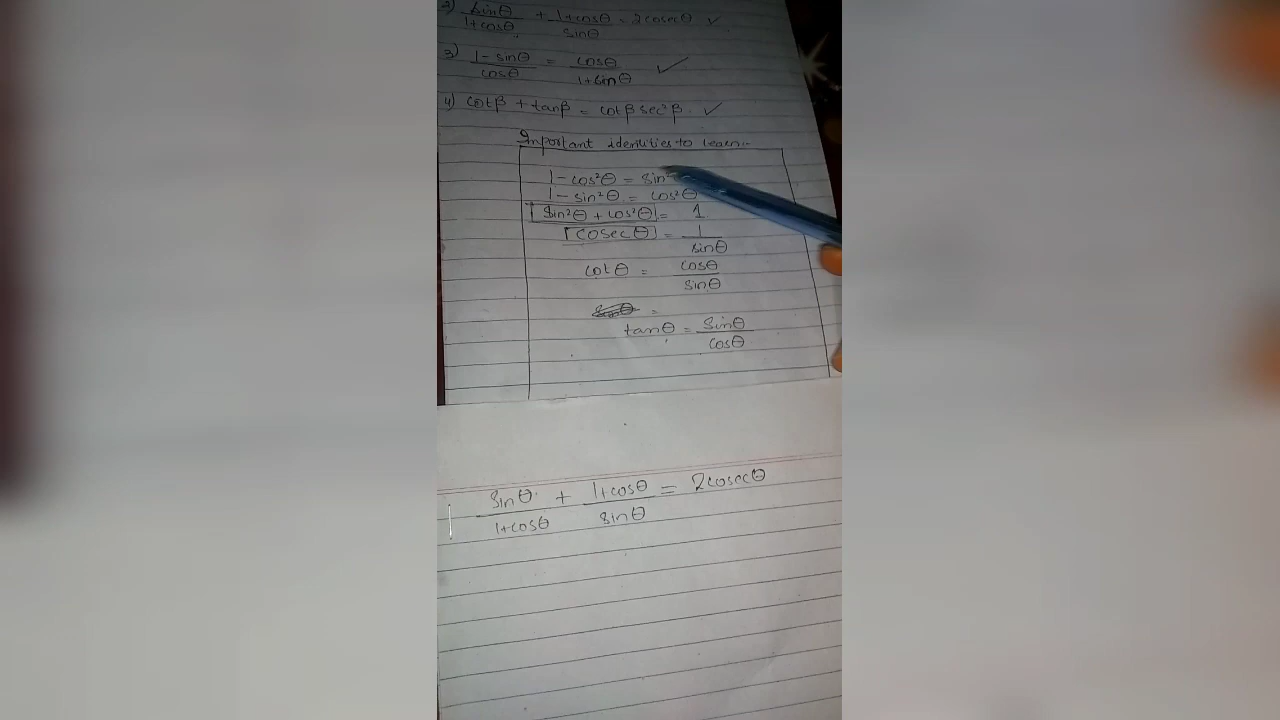 2) sinθ/1+cosθ + 1+cosθ/sinθ = 2cosecθ ✓
3) 1-sinθ/cosθ = cosθ/1+sinθ ✓
4) cotβ + tanβ = cotβ sec²β. ✓
Important identities to learn:-
1 - cos²θ = sin²
1 - sin²θ = cos²θ
sin²θ + cos²θ = 1
cosecθ = 1/sinθ
cotθ = cosθ/sinθ
=
tanθ = sinθ/cosθ
sinθ/1+cosθ + 1+cosθ/sinθ = 2cosecθ